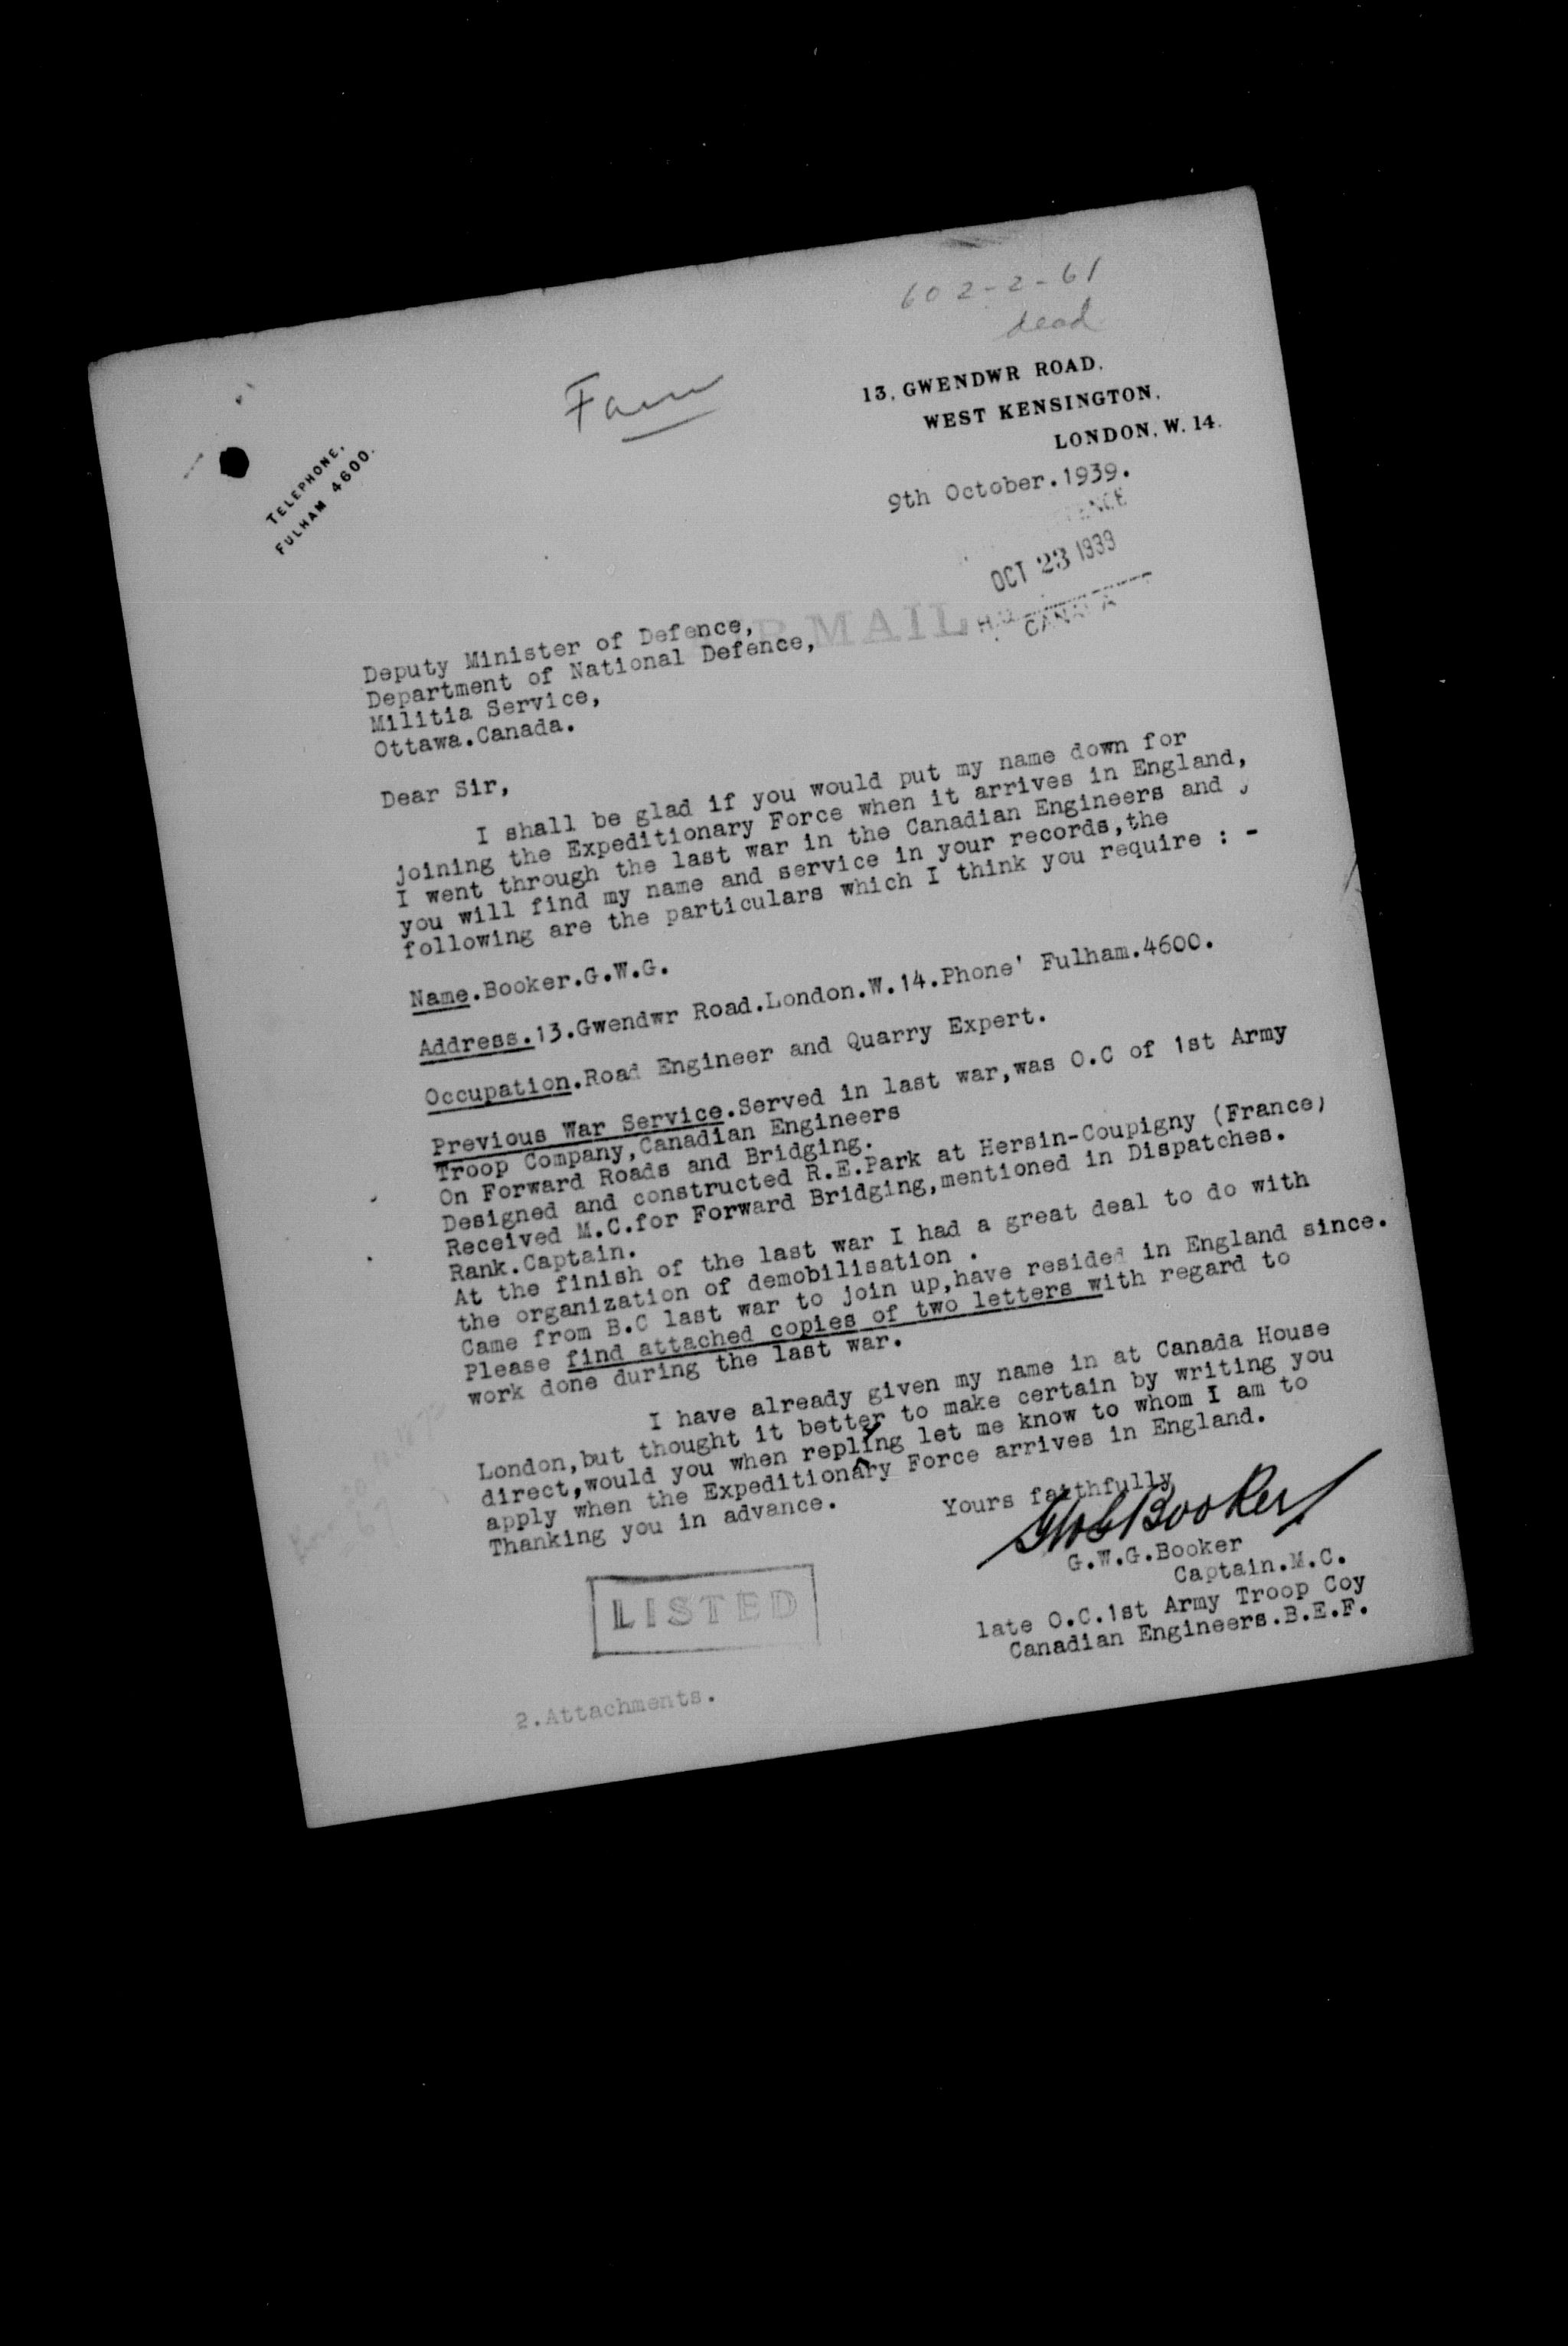 602-2-61
dead
TELEPHONE,
FULHAM 4600.
13, GWENDWR ROAD,
WEST KENSINGTON,
LONDON, W. 14.
9th October.1939.
OCT 23 1939
CANADA
MAIL
Deputy Minister of Defence,
Department of National Defence,
Militia Service,
Ottawa.Canada.
Dear Sir,
I shall be glad if you would put my name down for
joining the Expeditionary Force when it arrives in England,
I went through the last war in the Canadian Engineers and ,
you will find my name and service in your records,the
following are the particulars which I think you require : -
Name.Booker.G.W.G.
Address.13.Gwendwr Road.London.W.14.Phone' Fulham.4600.
Occupation.Road Engineer and Quarry Expert.
Previous War Service.Served in last war,was O.C of 1st Army
Troop Company,Canadian Engineers
On Forward Roads and Bridging.
Designed and constructed R.E.Park at Hersin-Coupigny (France)
Received M.C.for Forward Bridging,mentioned in Dispatches.
Rank.Captain.
At the finish of the last war I had a great deal to do with
the organization of demobilisation .
Came from B.C last war to join up,have resided in England since.
Please find attached copies of two letters with regard to
work done during the last war.
I have already given my name in at Canada House
London,but thought it better to make certain by writing you
direct,would you when replying let me know to whom I am to
apply when the Expeditionary Force arrives in England.
Thanking you in advance.
Yours faithfully
GWG Booker
G.W.G.Booker
Captain.M.C.
late O.C.1st Army Troop Coy
Canadian Engineers.B.E.F.
LISTED
2.Attachments.